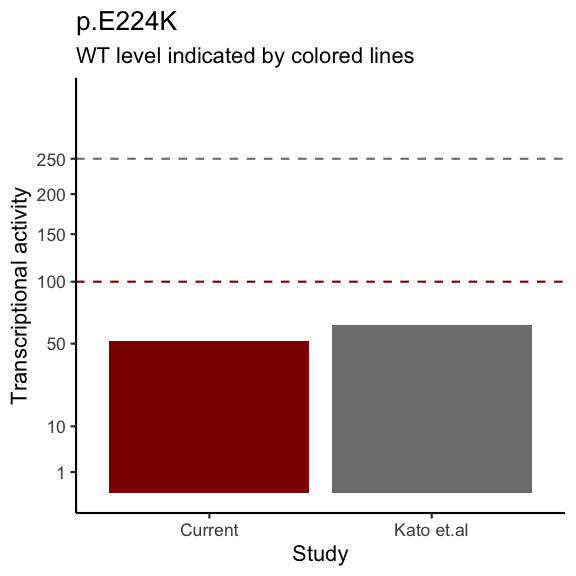 p.E224K
WT level indicated by colored lines
Transcriptional activity
250
200
150
100
50
10
1
Current
Kato et.al
Study